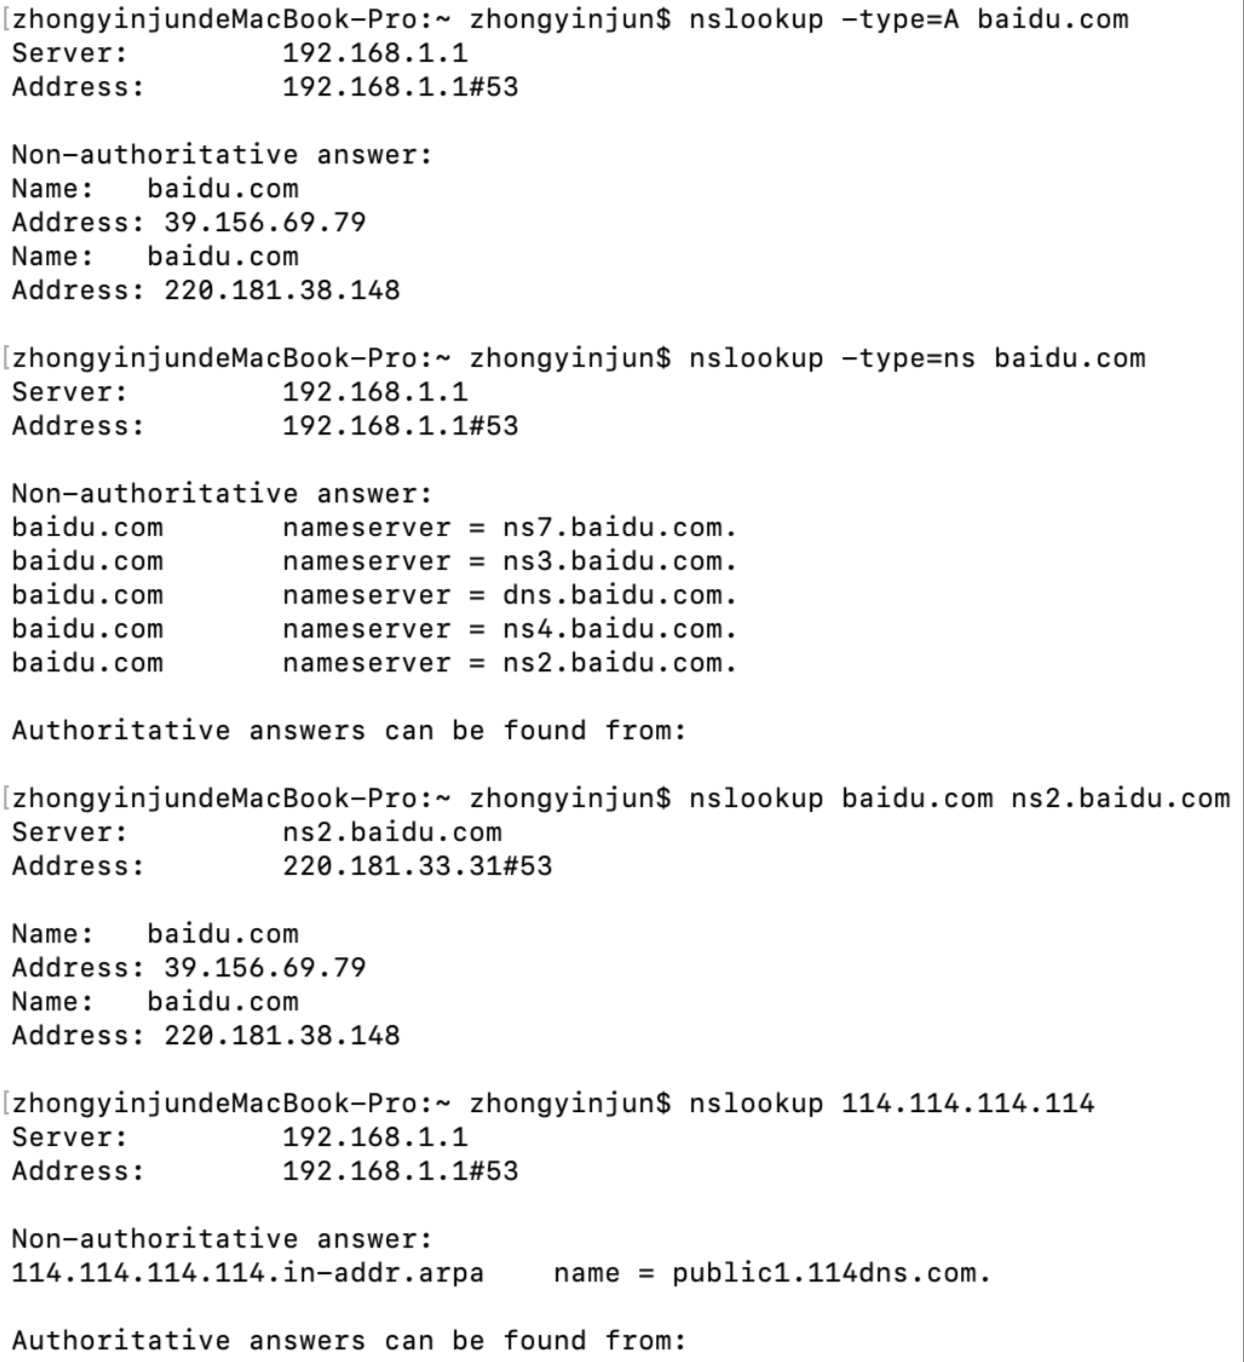 [zhongyinjundeMacBook-Pro:~ zhongyinjun$ nslookup -type=A baidu.com
Server:		192.168.1.1
Address:	192.168.1.1#53

Non-authoritative answer:
Name:	baidu.com
Address: 39.156.69.79
Name:	baidu.com
Address: 220.181.38.148

[zhongyinjundeMacBook-Pro:~ zhongyinjun$ nslookup -type=ns baidu.com
Server:		192.168.1.1
Address:	192.168.1.1#53

Non-authoritative answer:
baidu.com	nameserver = ns7.baidu.com.
baidu.com	nameserver = ns3.baidu.com.
baidu.com	nameserver = dns.baidu.com.
baidu.com	nameserver = ns4.baidu.com.
baidu.com	nameserver = ns2.baidu.com.

Authoritative answers can be found from:

[zhongyinjundeMacBook-Pro:~ zhongyinjun$ nslookup baidu.com ns2.baidu.com
Server:		ns2.baidu.com
Address:	220.181.33.31#53

Name:	baidu.com
Address: 39.156.69.79
Name:	baidu.com
Address: 220.181.38.148

[zhongyinjundeMacBook-Pro:~ zhongyinjun$ nslookup 114.114.114.114
Server:		192.168.1.1
Address:	192.168.1.1#53

Non-authoritative answer:
114.114.114.114.in-addr.arpa	name = public1.114dns.com.

Authoritative answers can be found from: